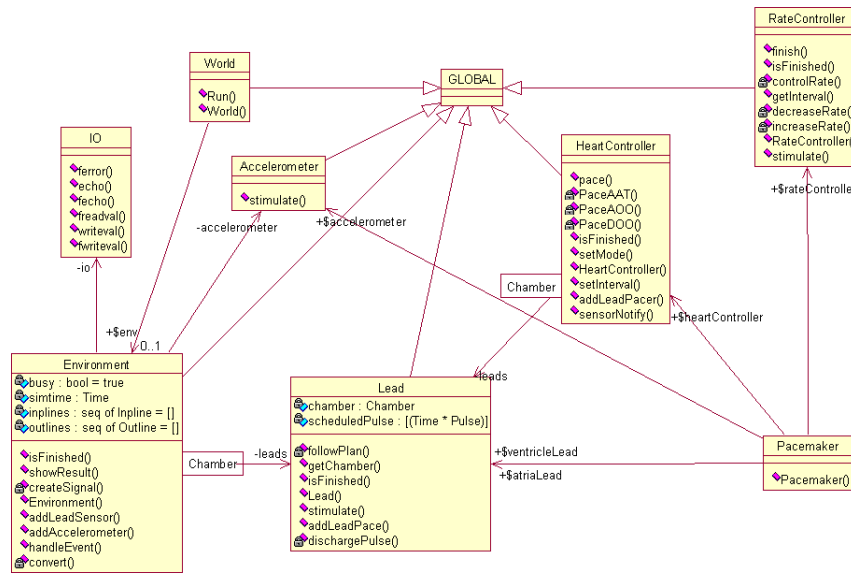 RateController
finish()
isFinished()
controlRate()
getInterval()
decreaseRate()
increaseRate()
RateController(
stimulate()
World
Run()
World()
GLOBAL
IO
ferror()
echo()
fecho()
freadval()
writeval()
fwriteval()
-io
Accelerometer
stimulate()
-accelerometer
+$accelerometer
HeartController
pace()
PaceAAT()
PaceAOO()
PaceDOO()
isFinished()
setMode()
HeartController()
setInterval()
addLeadPacer()
sensorNotify()
Chamber
+$rateController
+$heartController
+$env
0..1
Environment
busy : bool = true
simtime : Time
inplines : seq of Inpline = []
outlines : seq of Outline = []
isFinished()
showResult()
createSignal()
Environment()
addLeadSensor()
addAccelerometer()
handleEvent()
convert()
Chamber
-leads
-leads
Lead
chamber : Chamber
scheduledPulse : [(Time * Pulse)]
followPlan()
getChamber()
isFinished()
Lead()
stimulate()
addLeadPace()
dischargePulse()
+$ventricleLead
+$atriaLead
Pacemaker
Pacemaker()